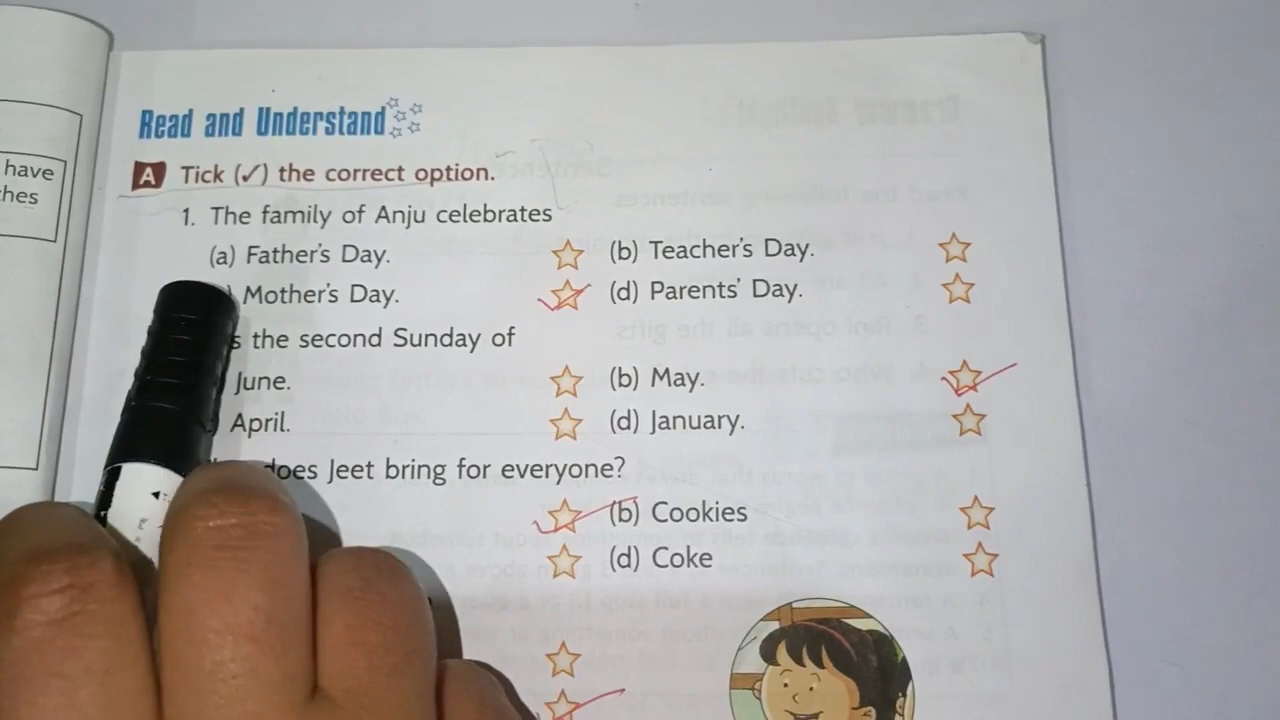 have
ches
Read and Understand
A Tick (✓) the correct option.
1. The family of Anju celebrates
(a) Father's Day. (b) Teacher's Day.
Mother's Day. (d) Parents' Day.
the second Sunday of
June. (b) May.
April. (d) January.
does Jeet bring for everyone?
(b) Cookies
(d) Coke